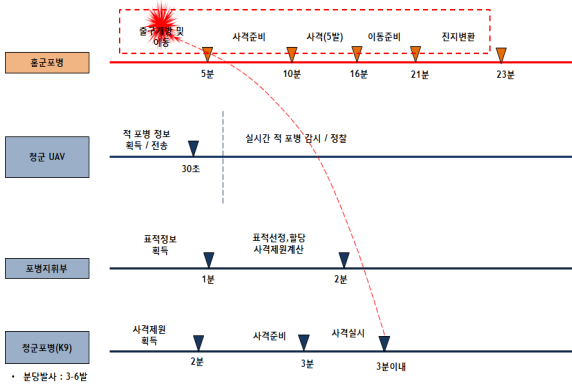 출구개방 및
이동
사격준비
사격(5발)
이동준비
진지변환
홍군포병
5분
10분
16분
21분
23분
적 포병 정보
획득 / 전송
실시간 적 포병 감시 / 정찰
청군 UAV
30초
표적정보
획득
표적선정,할당
사격제원계산
포병지휘부
1분
2분
사격제원
획득
사격준비
사격실시
청군포병(K9)
2분
3분
3분이내
• 분당발사 : 3-6발